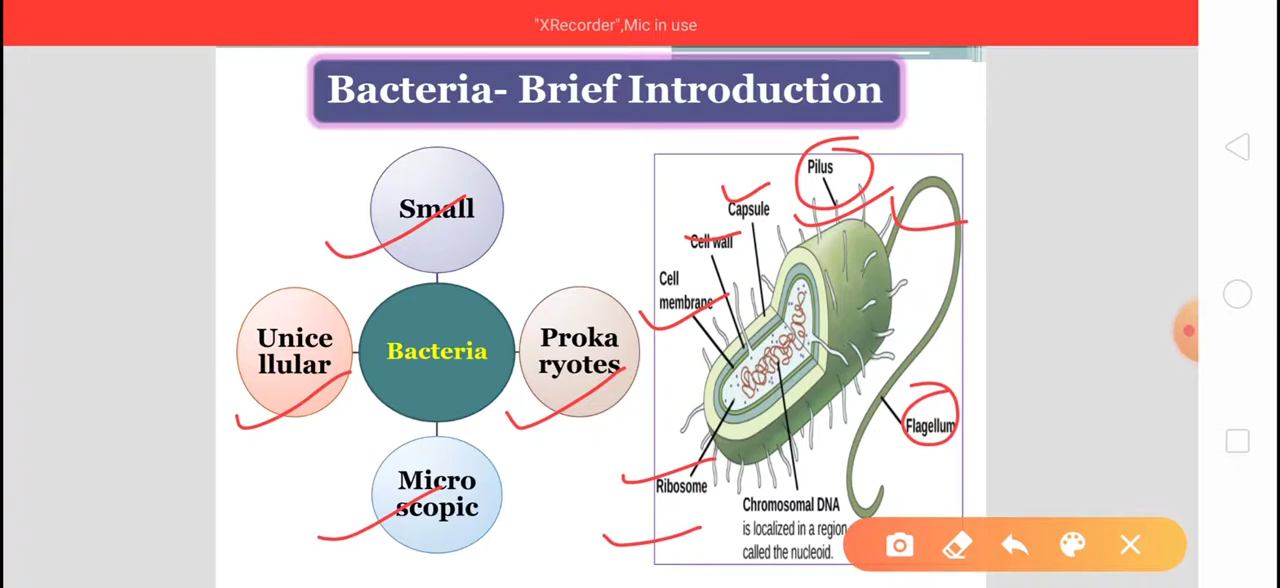 "XRecorder",Mic in use
Bacteria- Brief Introduction
Small
Unice
llular
Bacteria
Proka
ryotes
Micro
scopic
Pilus
Capsule
Cell wall
Cell
membrane
Flagellum
Ribosome
Chromosomal DNA
is localized in a region
called the nucleoid.